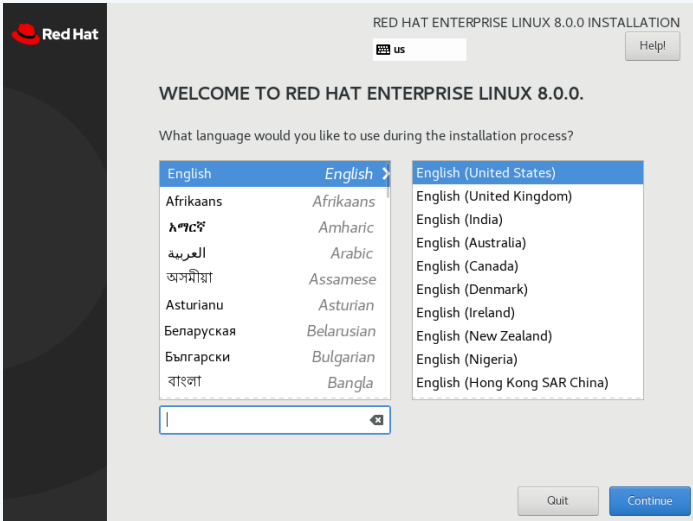 Red Hat
RED HAT ENTERPRISE LINUX 8.0.0 INSTALLATION
us
Help!
WELCOME TO RED HAT ENTERPRISE LINUX 8.0.0.
What language would you like to use during the installation process?
English English
Afrikaans Afrikaans
አማርኛ Amharic
العربية Arabic
অসমীয়া Assamese
Asturianu Asturian
Беларуская Belarusian
Български Bulgarian
বাংলা Bangla
English (United States)
English (United Kingdom)
English (India)
English (Australia)
English (Canada)
English (Denmark)
English (Ireland)
English (New Zealand)
English (Nigeria)
English (Hong Kong SAR China)
Quit
Continue